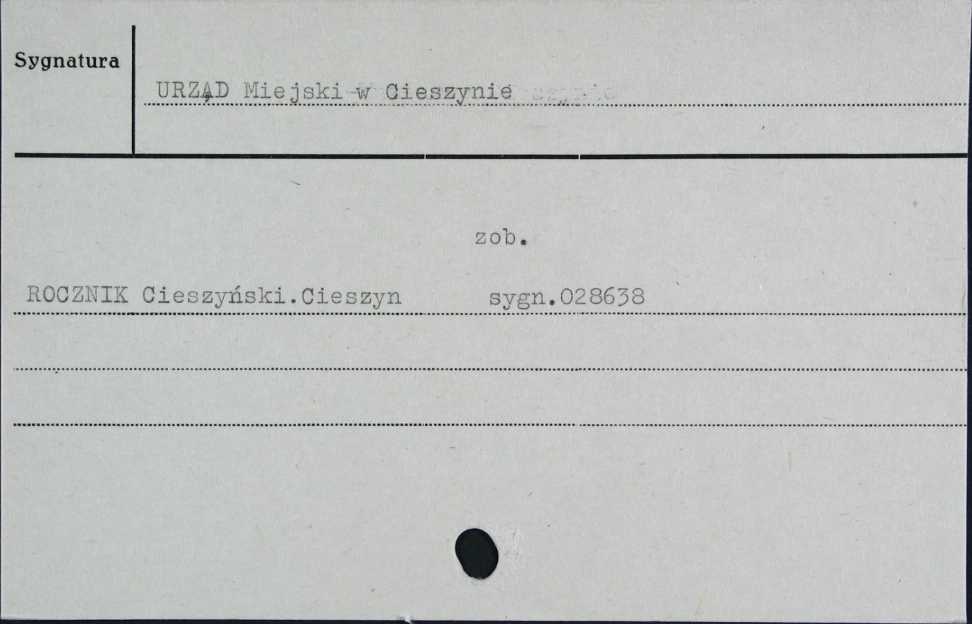 Sygnatura
URZĄD Miejski w Cieszynie
zob.
ROCZNIK Cieszyński.Cieszyn sygn.028638